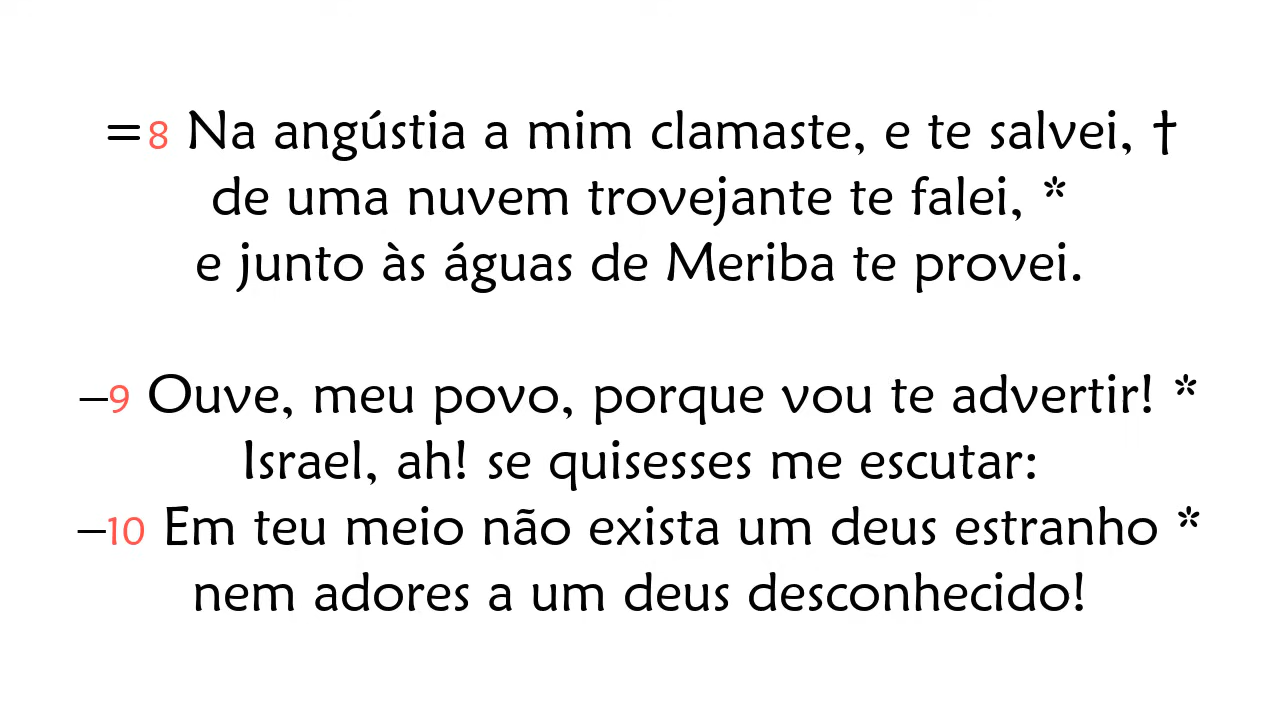 =8 Na angústia a mim clamaste, e te salvei, †
de uma nuvem trovejante te falei, *
e junto às águas de Meriba te provei.
–9 Ouve, meu povo, porque vou te advertir! *
Israel, ah! se quisesses me escutar:
–10 Em teu meio não exista um deus estranho *
nem adores a um deus desconhecido!